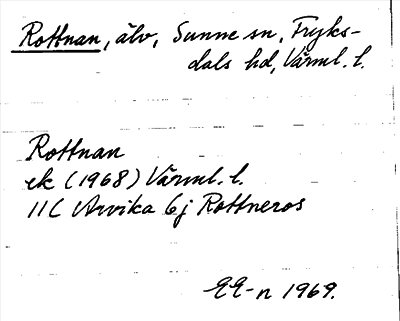 Rottnan, älv, Sunne sn, Fryks-
dals hd, Värml. l.
Rottnan
ek (1968) Värml. l.
11C Arvika 6j Rottneros
EE-n 1969.